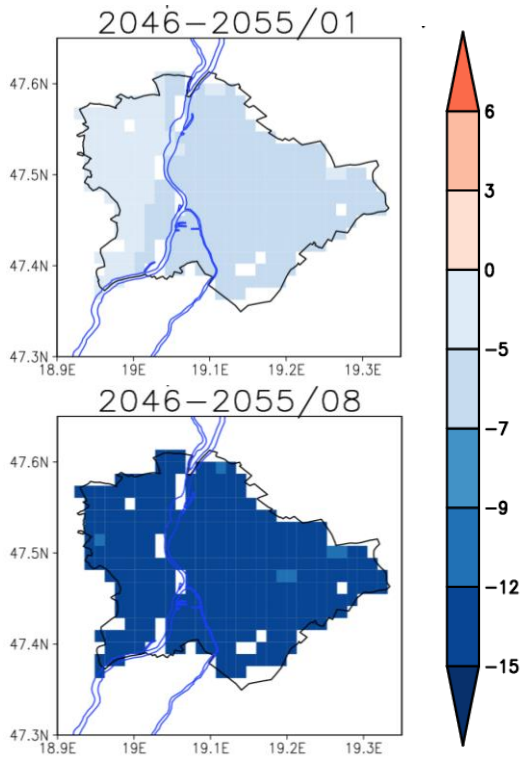 2046-2055/01
47.6N
47.5N
47.4N
47.3N
18.9E 19E 19.1E 19.2E 19.3E
2046-2055/08
47.6N
47.5N
47.4N
47.3N
18.9E 19E 19.1E 19.2E 19.3E
6
3
0
-5
-7
-9
-12
-15